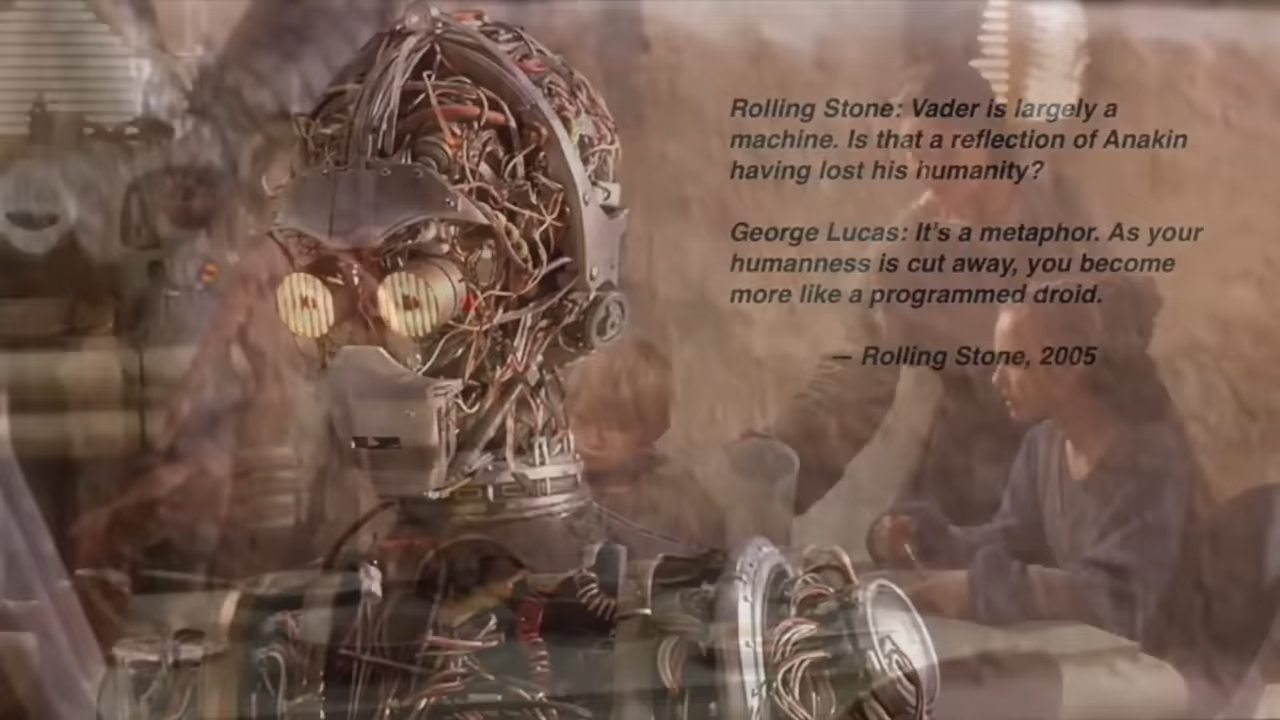 Rolling Stone: Vader is largely a
machine. Is that a reflection of Anakin
having lost his humanity?
George Lucas: It's a metaphor. As your
humanness is cut away, you become
more like a programmed droid.
— Rolling Stone, 2005